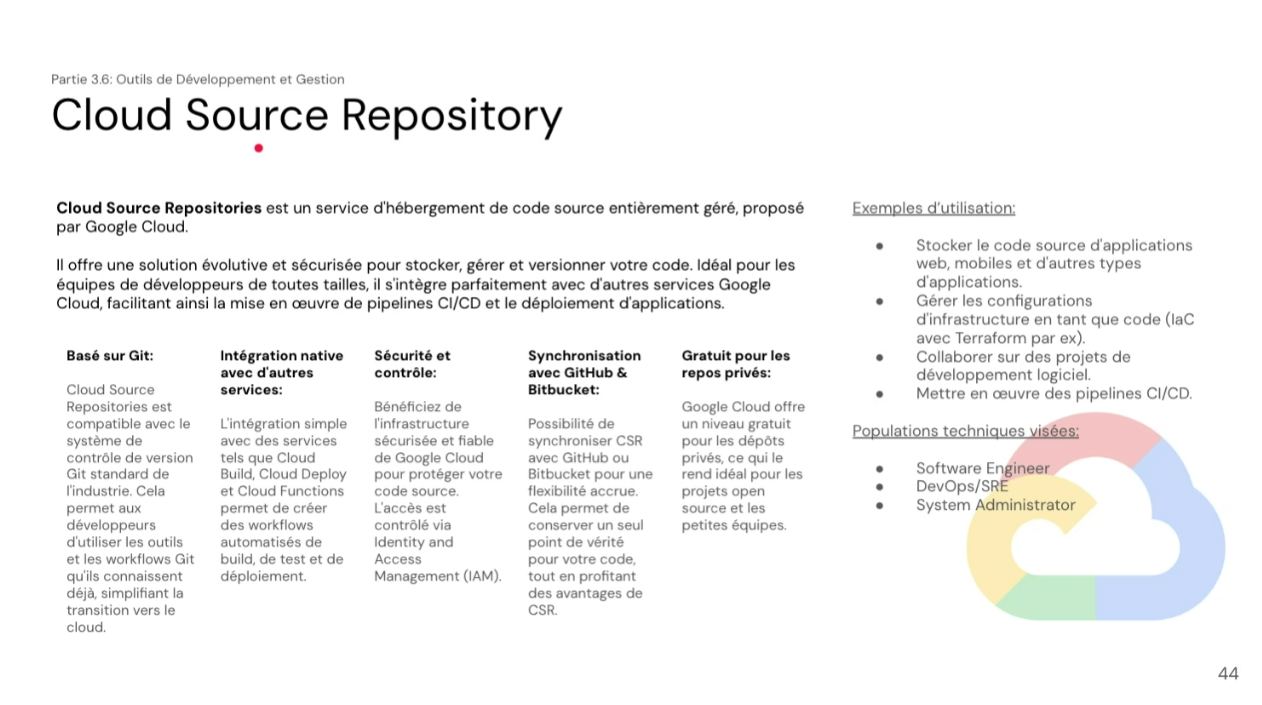 Partie 3.6: Outils de Développement et Gestion
Cloud Source Repository
Cloud Source Repositories est un service d'hébergement de code source entièrement géré, proposé
par Google Cloud.
Il offre une solution évolutive et sécurisée pour stocker, gérer et versionner votre code. Idéal pour les
équipes de développeurs de toutes tailles, il s'intègre parfaitement avec d'autres services Google
Cloud, facilitant ainsi la mise en œuvre de pipelines CI/CD et le déploiement d'applications.
Basé sur Git:
Cloud Source
Repositories est
compatible avec le
système de
contrôle de version
Git standard de
l'industrie. Cela
permet aux
développeurs
d'utiliser les outils
et les workflows Git
qu'ils connaissent
déjà, simplifiant la
transition vers le
cloud.
Intégration native
avec d'autres
services:
L'intégration simple
avec des services
tels que Cloud
Build, Cloud Deploy
et Cloud Functions
permet de créer
des workflows
automatisés de
build, de test et de
déploiement.
Sécurité et
contrôle:
Bénéficiez de
l'infrastructure
sécurisée et fiable
de Google Cloud
pour protéger votre
code source.
L'accès est
contrôlé via
Identity and
Access
Management (IAM).
Synchronisation
avec GitHub &
Bitbucket:
Possibilité de
synchroniser CSR
avec GitHub ou
Bitbucket pour une
flexibilité accrue.
Cela permet de
conserver un seul
point de vérité
pour votre code,
tout en profitant
des avantages de
CSR.
Gratuit pour les
repos privés:
Google Cloud offre
un niveau gratuit
pour les dépôts
privés, ce qui le
rend idéal pour les
projets open
source et les
petites équipes.
Exemples d'utilisation:
● Stocker le code source d'applications
web, mobiles et d'autres types
d'applications.
● Gérer les configurations
d'infrastructure en tant que code (IaC
avec Terraform par ex).
● Collaborer sur des projets de
développement logiciel.
● Mettre en œuvre des pipelines CI/CD.
Populations techniques visées:
● Software Engineer
● DevOps/SRE
● System Administrator
44